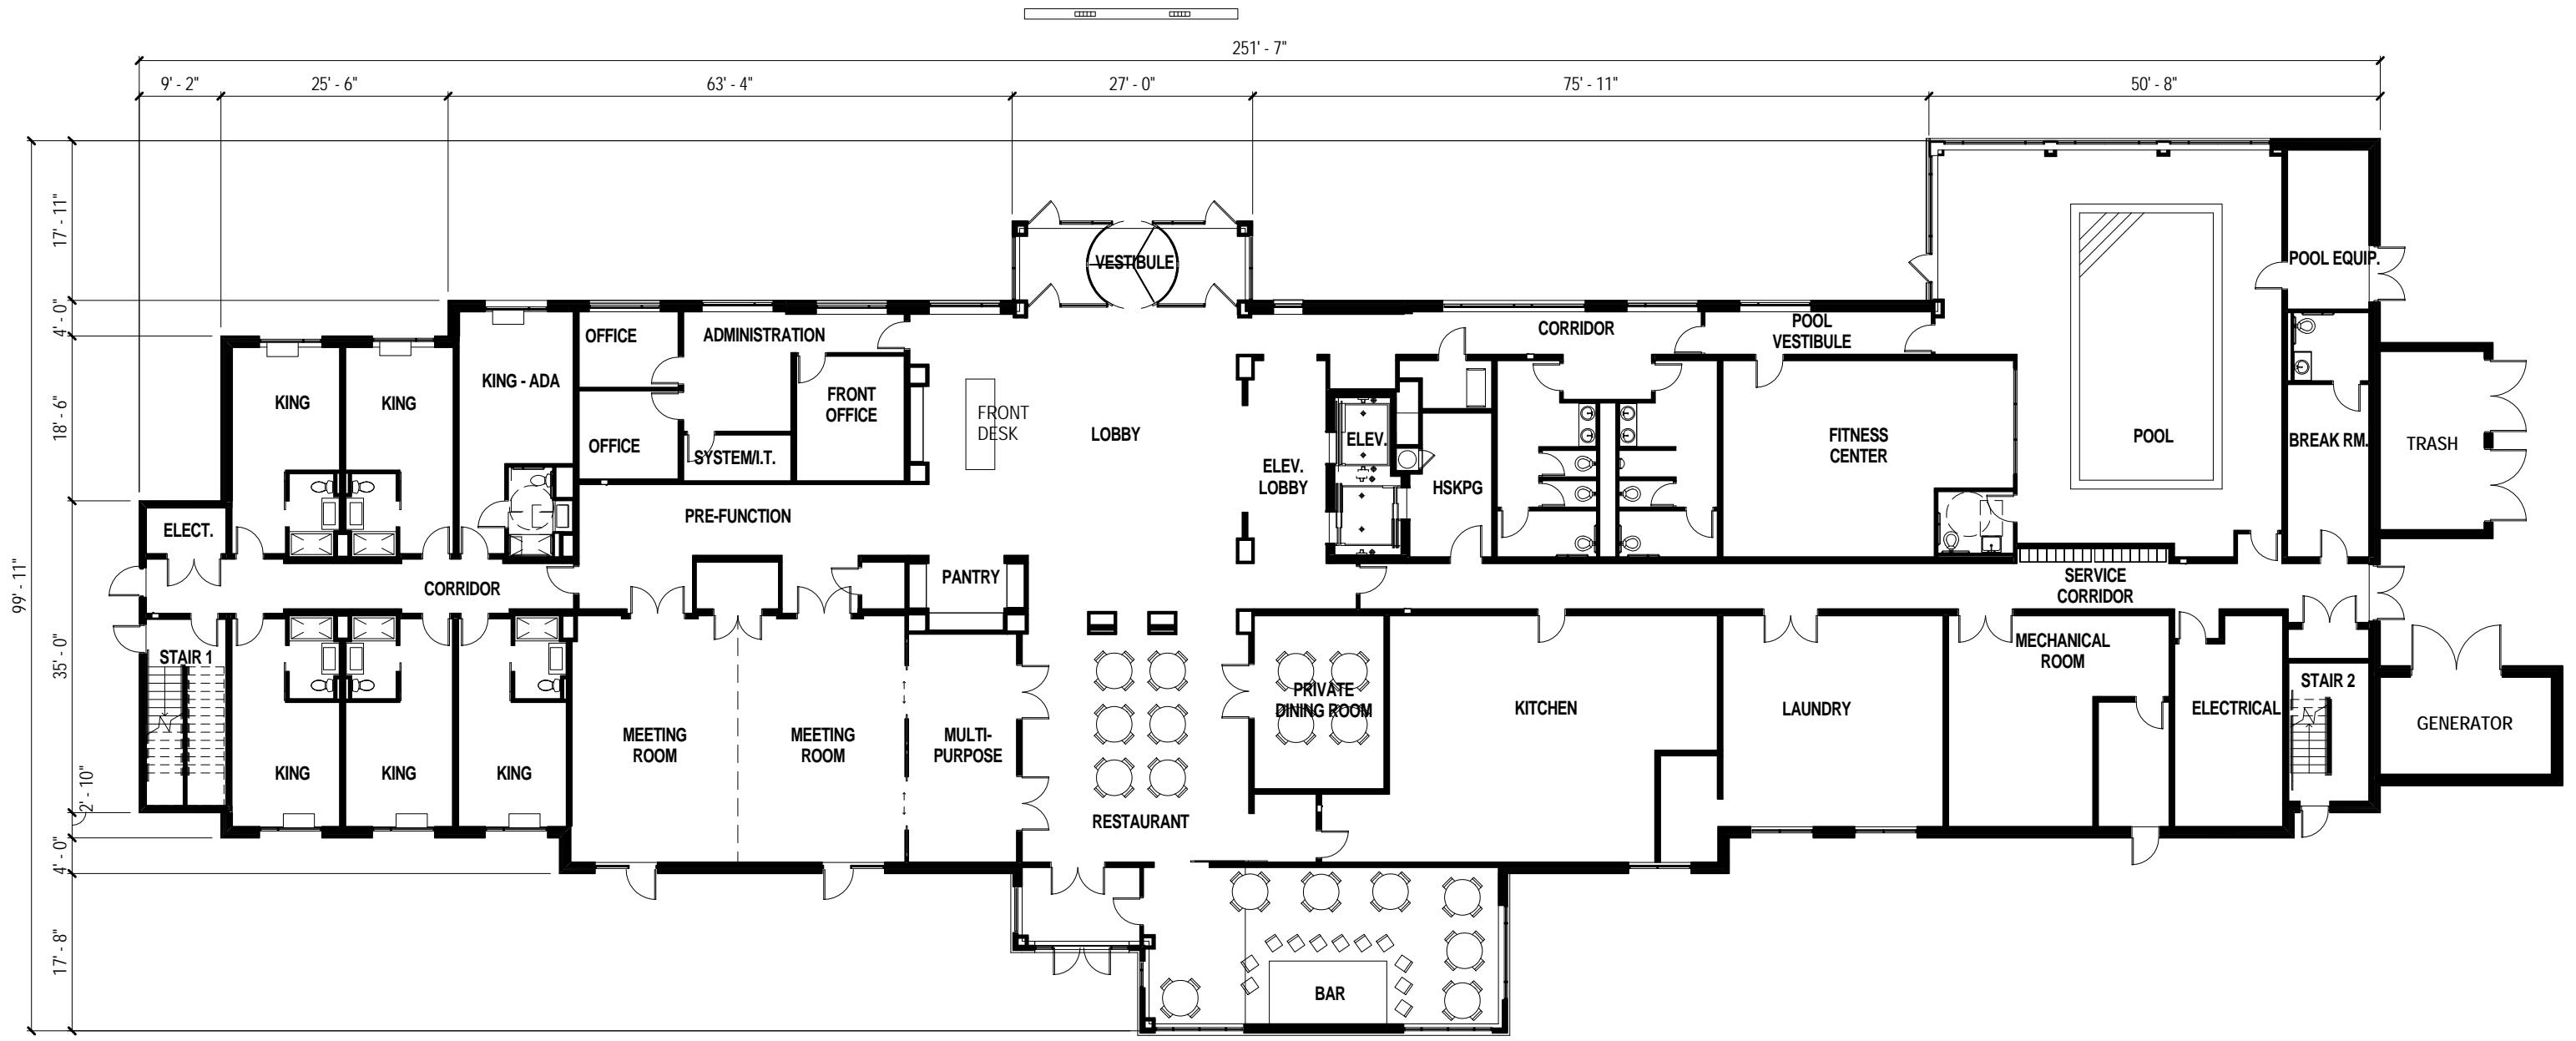 251' - 7"
9' - 2"
25' - 6"
63' - 4"
27' - 0"
75' - 11"
50' - 8"
99' - 11"
17' - 11"
4' - 0"
18' - 6"
35' - 0"
2' - 10"
4' - 0"
17' - 8"
VESTIBULE
POOL EQUIP.
OFFICE
ADMINISTRATION
CORRIDOR
POOL
VESTIBULE
KING
KING
KING - ADA
FRONT
OFFICE
FRONT
DESK
LOBBY
OFFICE
SYSTEM/I.T.
ELEV.
ELEV.
LOBBY
HSKPG
FITNESS
CENTER
POOL
BREAK RM.
TRASH
ELECT.
PRE-FUNCTION
CORRIDOR
PANTRY
SERVICE
CORRIDOR
STAIR 1
KING
KING
KING
MEETING
ROOM
MEETING
ROOM
MULTI-
PURPOSE
PRIVATE
DINING ROOM
KITCHEN
LAUNDRY
MECHANICAL
ROOM
ELECTRICAL
STAIR 2
GENERATOR
RESTAURANT
BAR